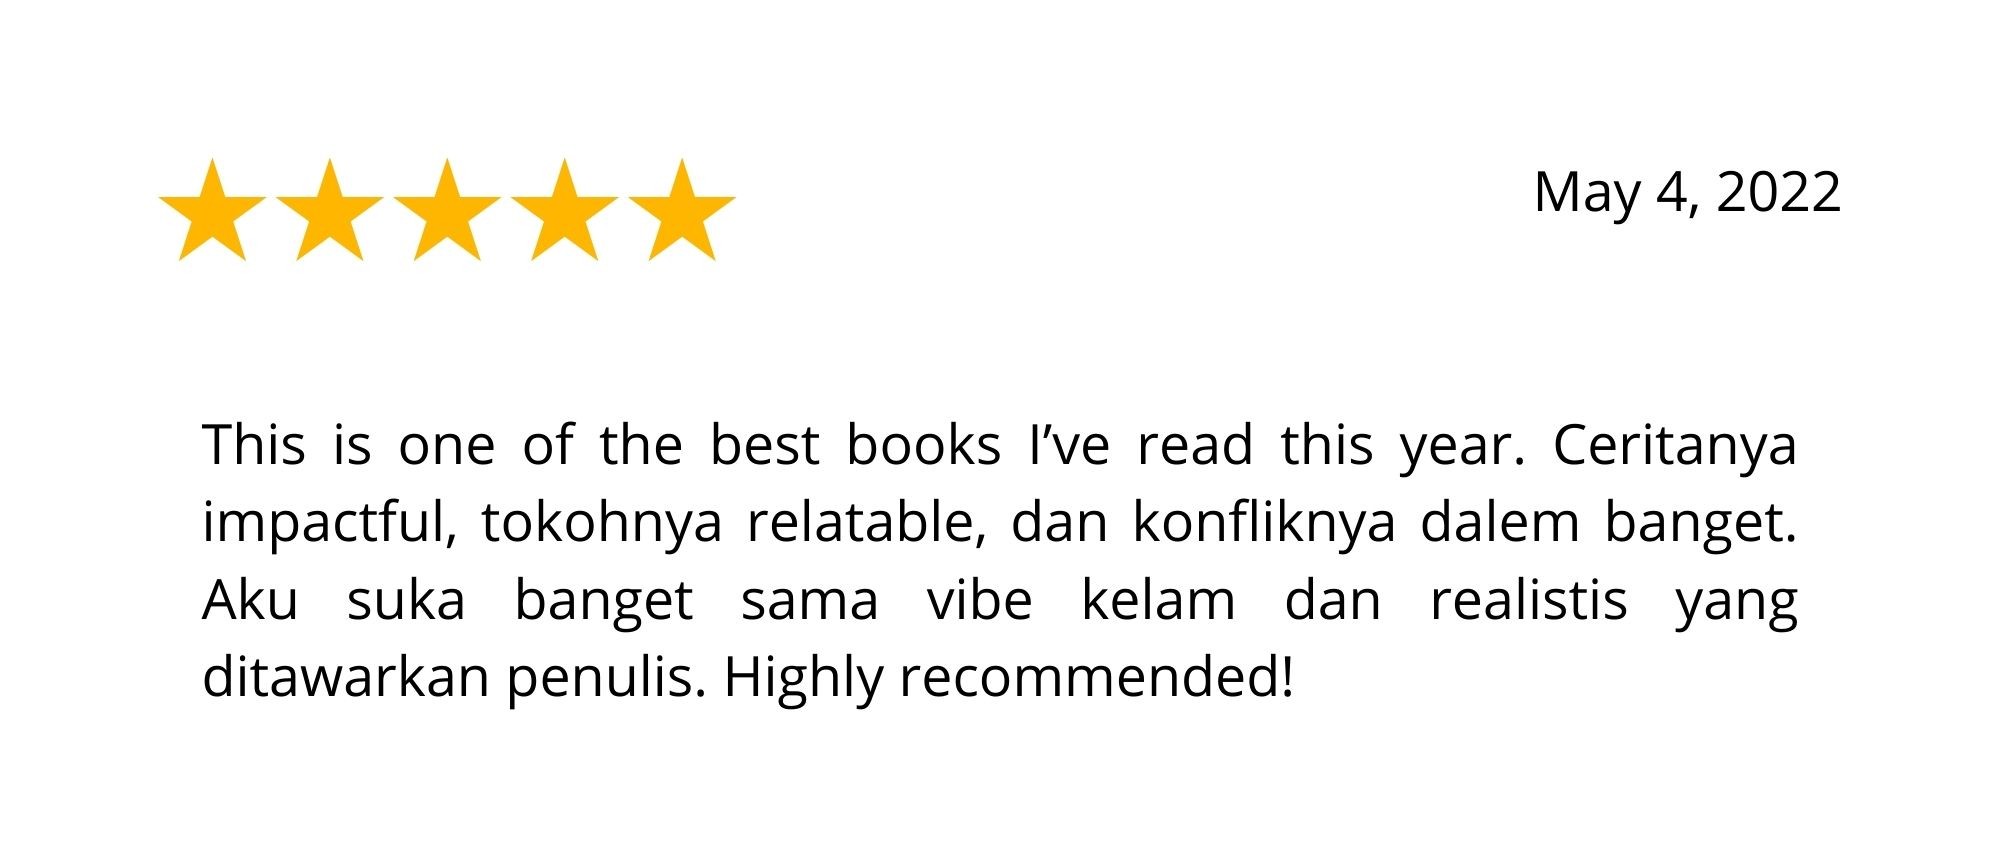 May 4, 2022
This is one of the best books I’ve read this year. Ceritanya
impactful, tokohnya relatable, dan konfliknya dalem banget.
Aku suka banget sama vibe kelam dan realistis yang
ditawarkan penulis. Highly recommended!